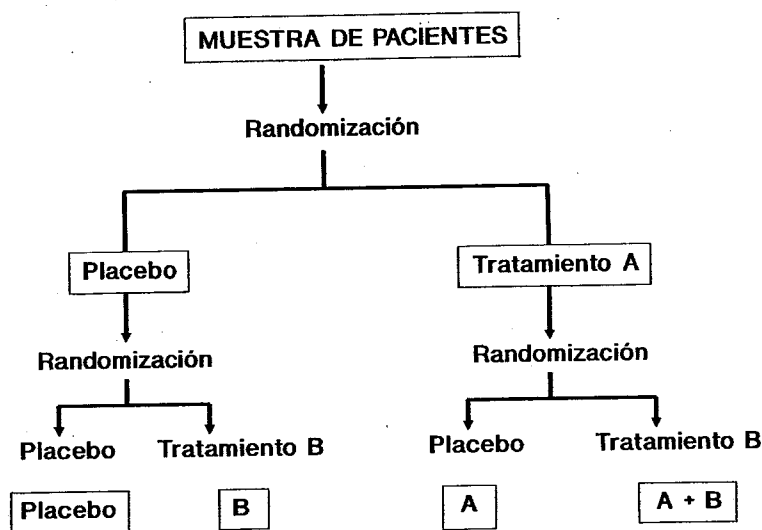 MUESTRA DE PACIENTES
Randomización
Placebo
Tratamiento A
Randomización
Randomización
Placebo
Tratamiento B
Placebo
Tratamiento B
Placebo
B
A
A + B